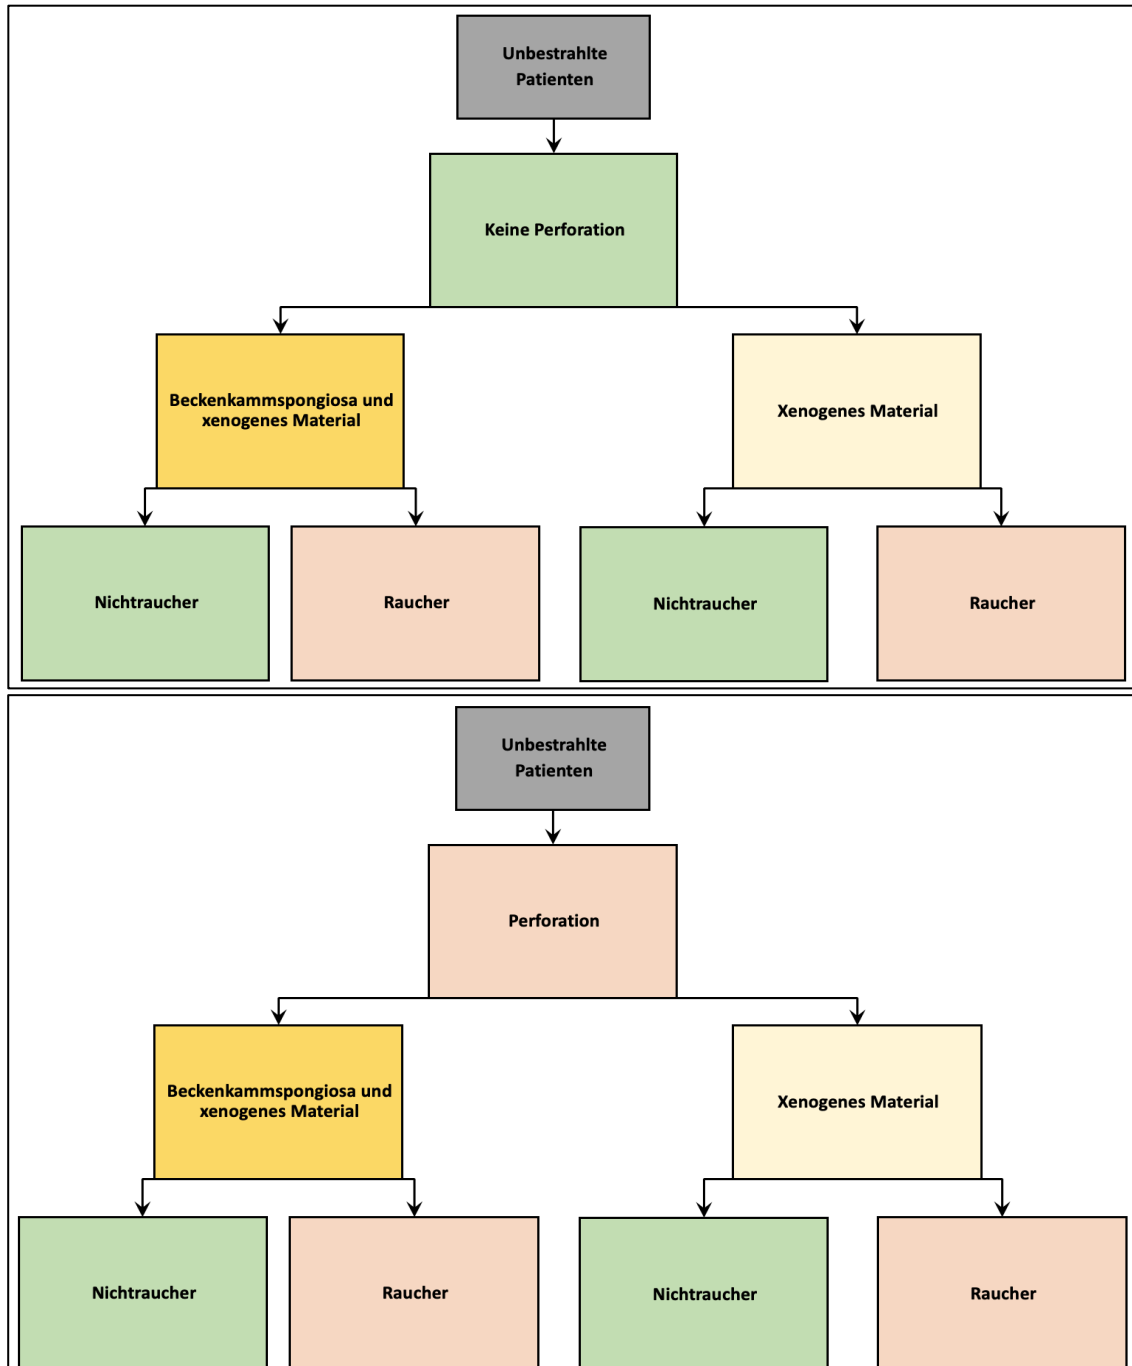 Unbestrahlte
Patienten
Keine Perforation
Beckenkammspongiosa und
xenogenes Material
Xenogenes Material
Nichtraucher
Raucher
Nichtraucher
Raucher
Unbestrahlte
Patienten
Perforation
Beckenkammspongiosa und
xenogenes Material
Xenogenes Material
Nichtraucher
Raucher
Nichtraucher
Raucher